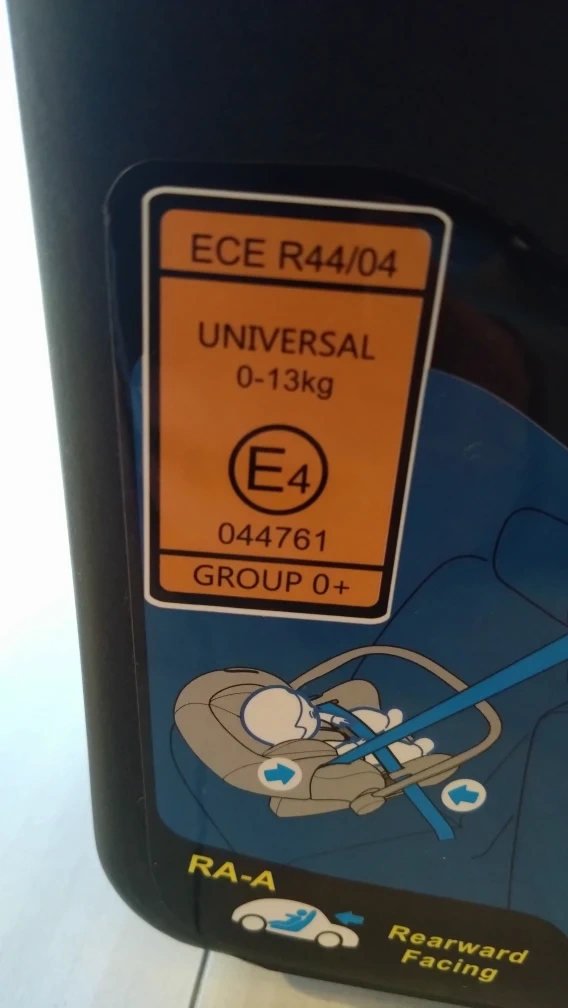 ECE R44/04
UNIVERSAL
0-13kg
E4
044761
GROUP 0+
RA-A
Rearward
Facing